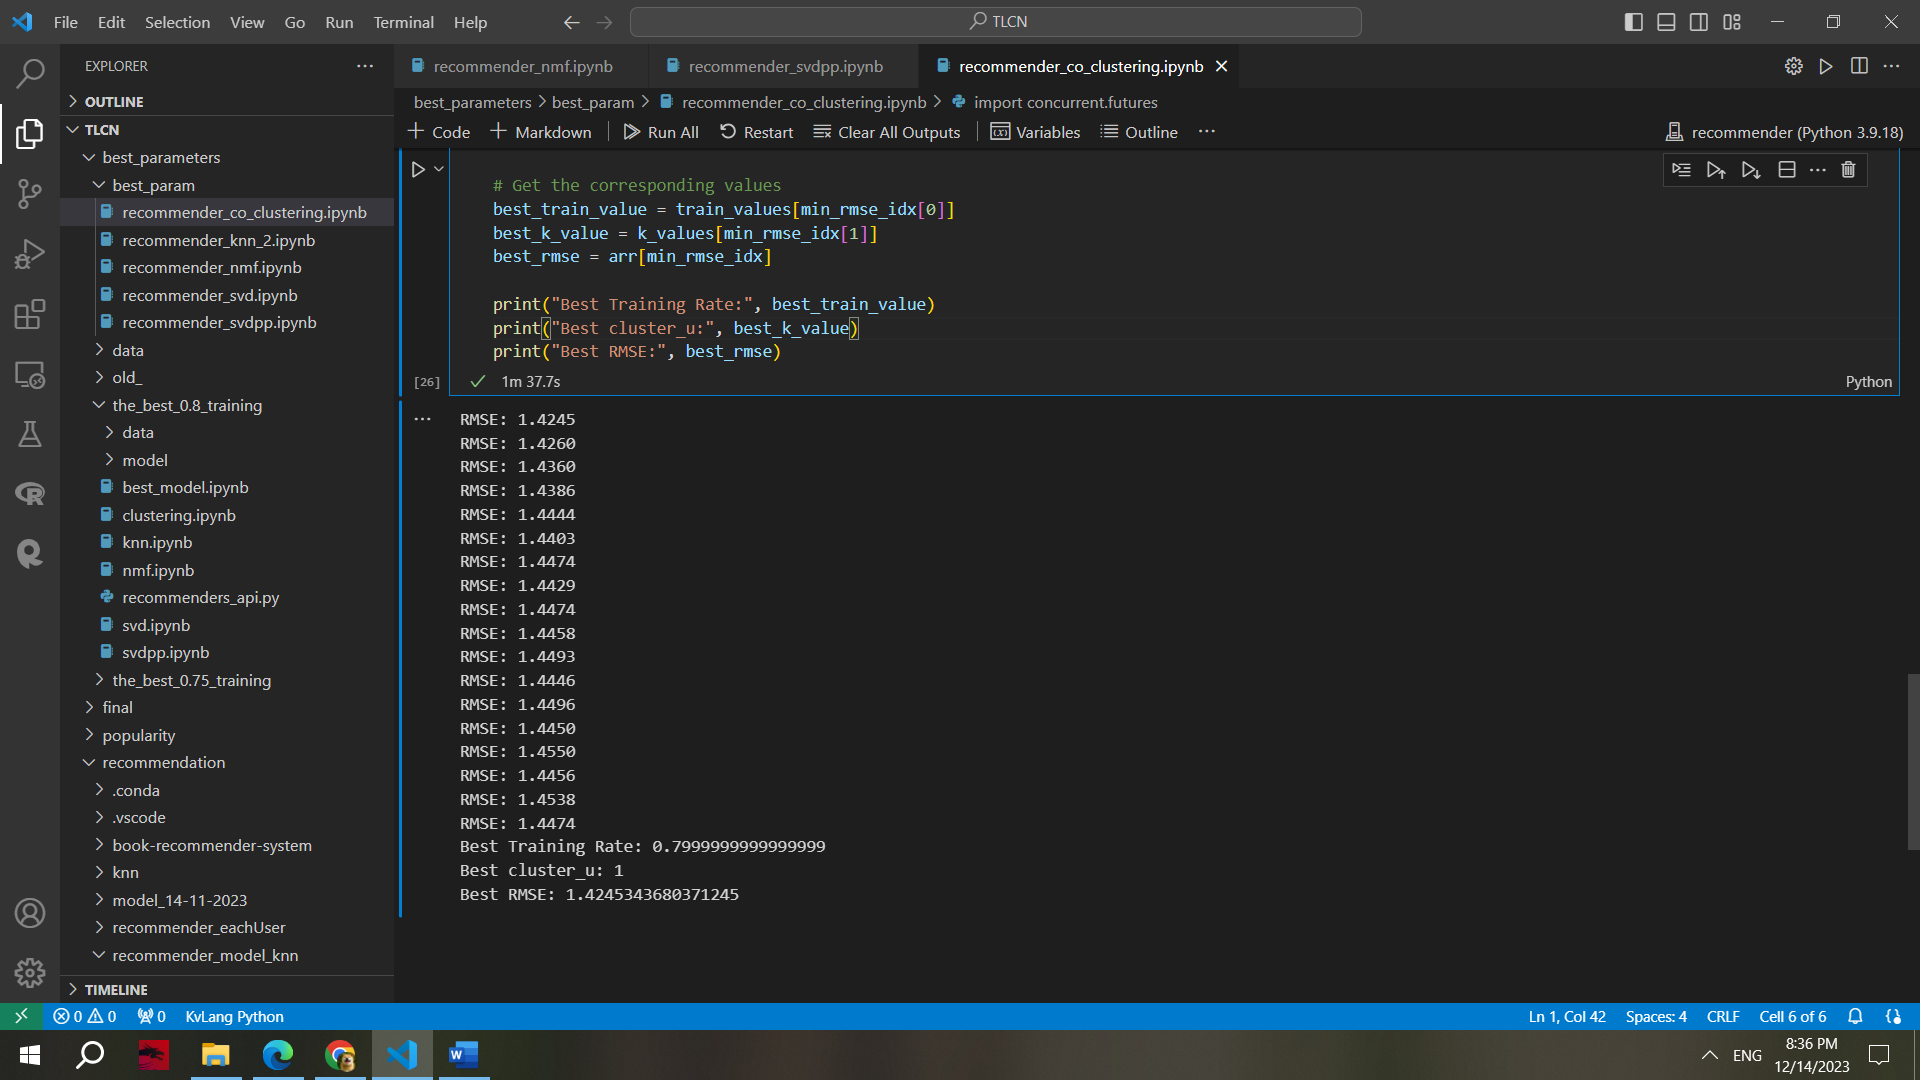 File Edit Selection View Go Run Terminal Help
TLCN
EXPLORER
OUTLINE
TLCN
best_parameters
best_param
recommender_co_clustering.ipynb
recommender_knn_2.ipynb
recommender_nmf.ipynb
recommender_svd.ipynb
recommender_svdpp.ipynb
data
old_
the_best_0.8_training
data
model
best_model.ipynb
clustering.ipynb
knn.ipynb
nmf.ipynb
recommenders_api.py
svd.ipynb
svdpp.ipynb
the_best_0.75_training
final
popularity
recommendation
.conda
.vscode
book-recommender-system
knn
model_14-11-2023
recommender_eachUser
recommender_model_knn
TIMELINE
recommender_nmf.ipynb recommender_svdpp.ipynb recommender_co_clustering.ipynb
best_parameters > best_param > recommender_co_clustering.ipynb > import concurrent.futures
+ Code + Markdown Run All Restart Clear All Outputs Variables Outline ... recommender (Python 3.9.18)
# Get the corresponding values
best_train_value = train_values[min_rmse_idx[0]]
best_k_value = k_values[min_rmse_idx[1]]
best_rmse = arr[min_rmse_idx]
print("Best Training Rate:", best_train_value)
print("Best cluster_u:", best_k_value)
print("Best RMSE:", best_rmse)
[26] 1m 37.7s Python
RMSE: 1.4245
RMSE: 1.4260
RMSE: 1.4360
RMSE: 1.4386
RMSE: 1.4444
RMSE: 1.4403
RMSE: 1.4474
RMSE: 1.4429
RMSE: 1.4474
RMSE: 1.4458
RMSE: 1.4493
RMSE: 1.4446
RMSE: 1.4496
RMSE: 1.4450
RMSE: 1.4550
RMSE: 1.4456
RMSE: 1.4538
RMSE: 1.4474
Best Training Rate: 0.7999999999999999
Best cluster_u: 1
Best RMSE: 1.4245343680371245
0 0 0 KvLang Python Ln 1, Col 42 Spaces: 4 CRLF Cell 6 of 6
ENG 8:36 PM
12/14/2023